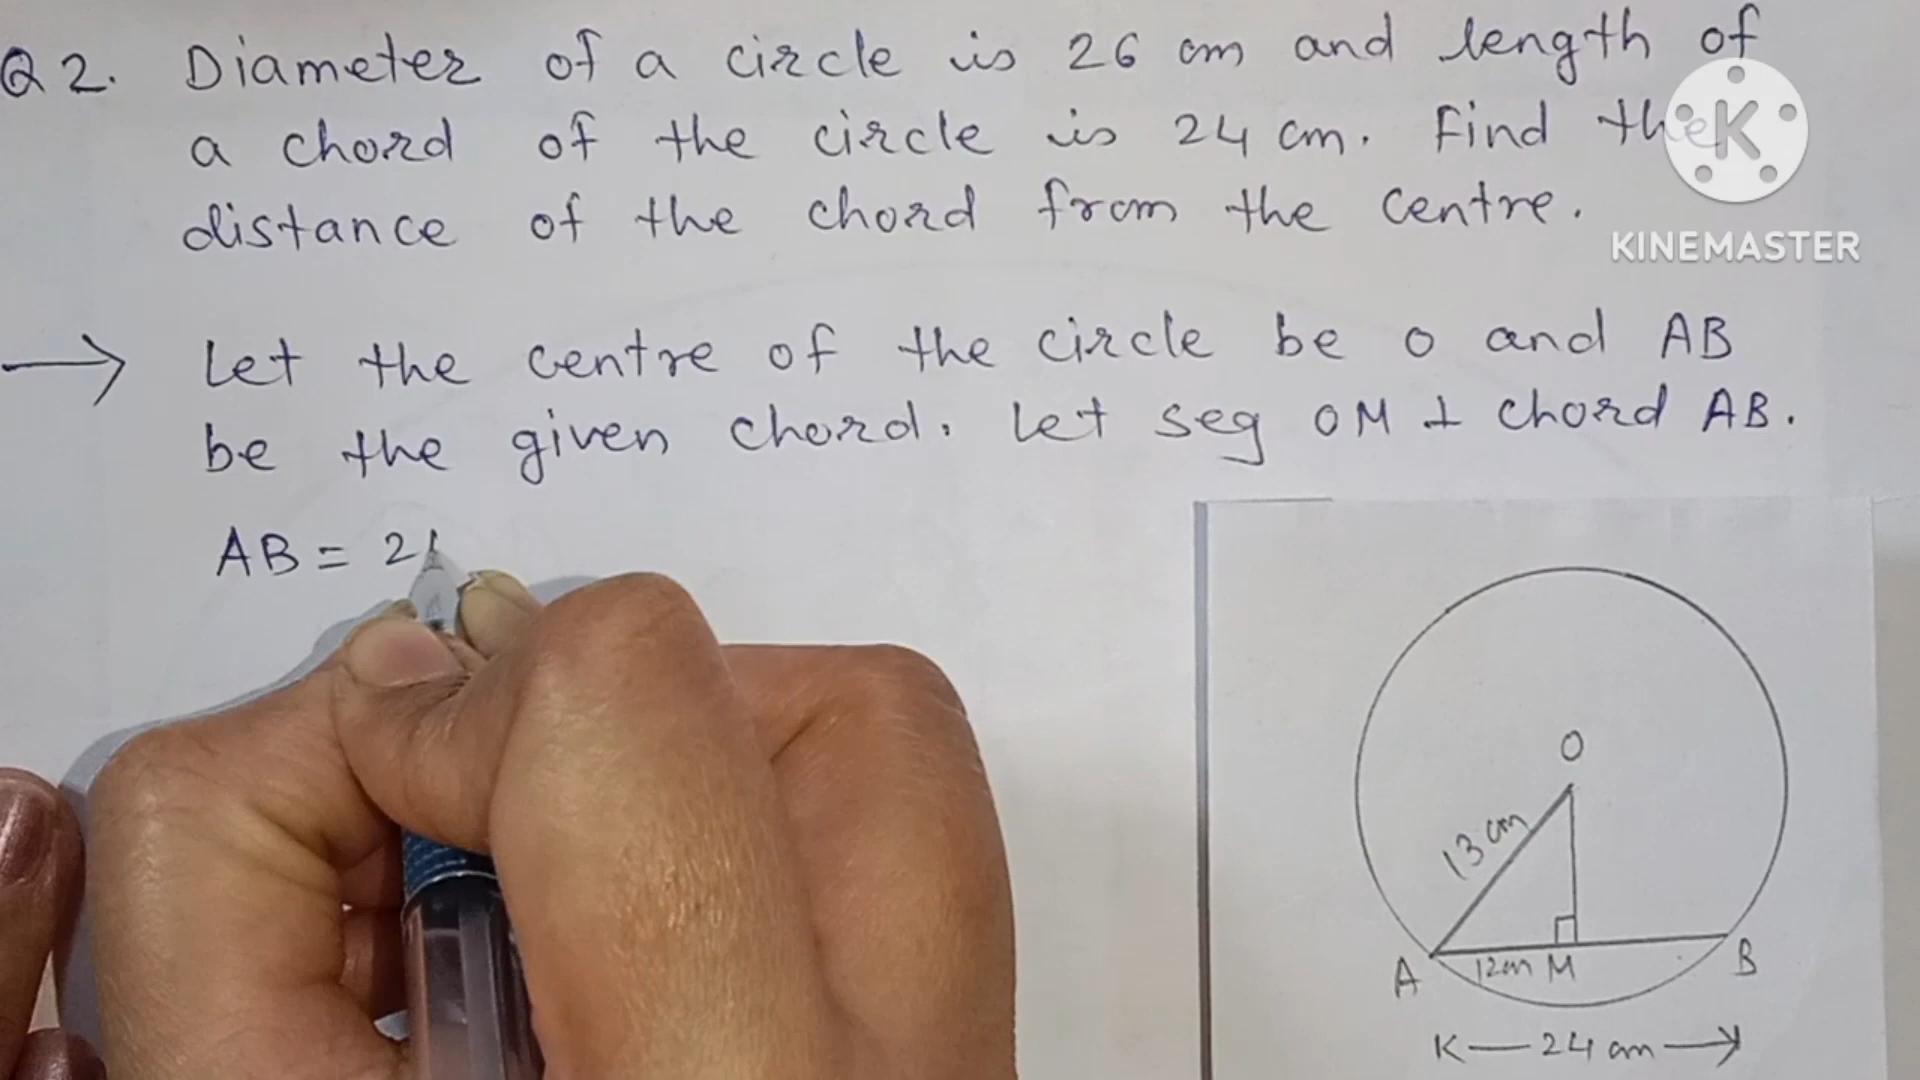 Q2. Diameter of a circle is 26 cm and length of
a chord of the circle is 24 cm. Find the
distance of the chord from the centre.
K
KINEMASTER
→ Let the centre of the circle be O and AB
be the given chord. Let seg OM ⊥ chord AB.
AB = 2
O
13 cm
A 12cm M B
K — 24 cm →